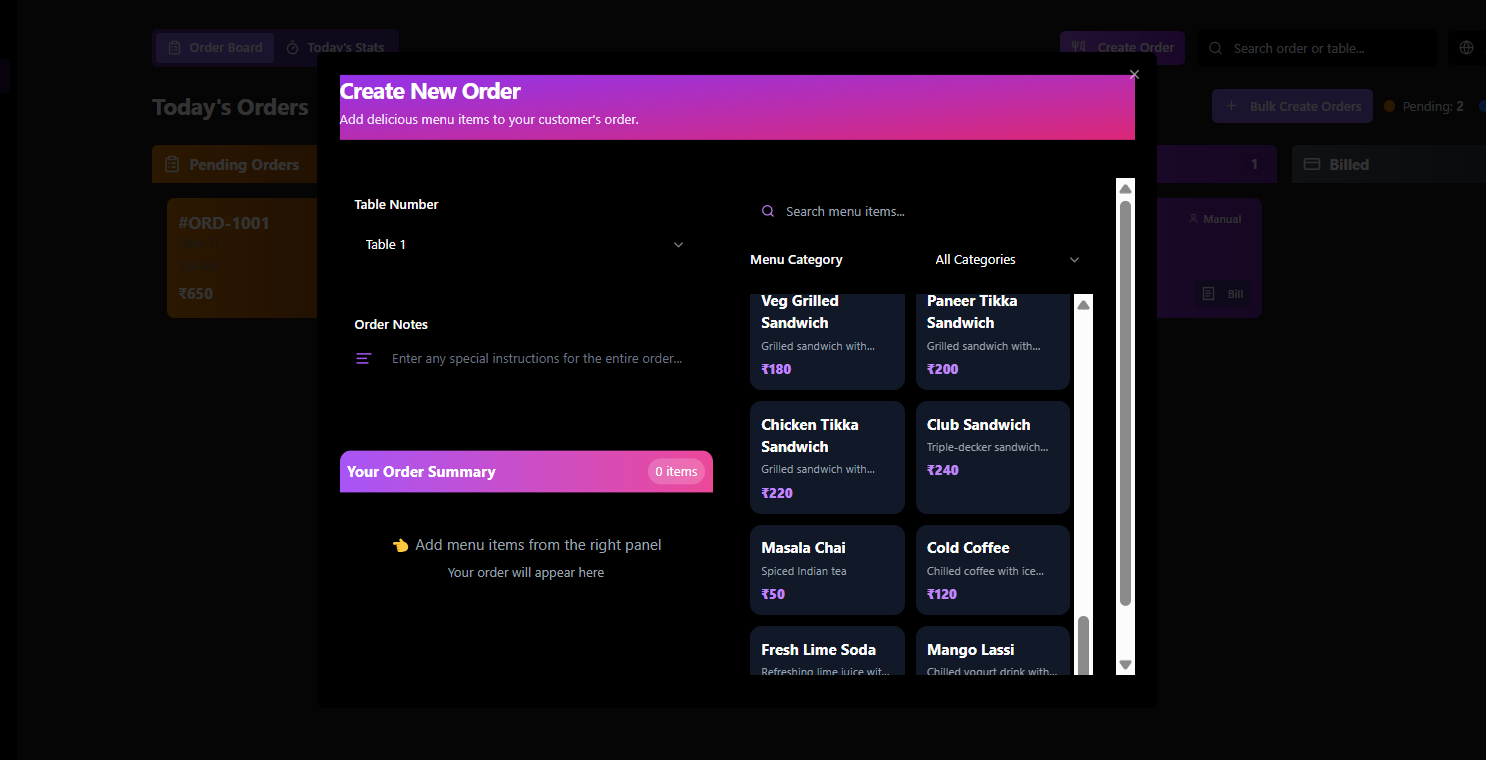 Order Board
Today's Stats
Create Order
Search order or table...
Today's Orders
Bulk Create Orders
Pending: 2
Pending Orders
1
Billed
#ORD-1001
₹650
Manual
Bill
Create New Order
Add delicious menu items to your customer's order.
Table Number
Table 1
Order Notes
Enter any special instructions for the entire order...
Your Order Summary
0 items
👈 Add menu items from the right panel
Your order will appear here
Search menu items...
Menu Category
All Categories
Veg Grilled
Sandwich
Grilled sandwich with...
₹180
Paneer Tikka
Sandwich
Grilled sandwich with...
₹200
Chicken Tikka
Sandwich
Grilled sandwich with...
₹220
Club Sandwich
Triple-decker sandwich...
₹240
Masala Chai
Spiced Indian tea
₹50
Cold Coffee
Chilled coffee with ice...
₹120
Fresh Lime Soda
Refreshing lime juice wit...
Mango Lassi
Chilled yogurt drink with...